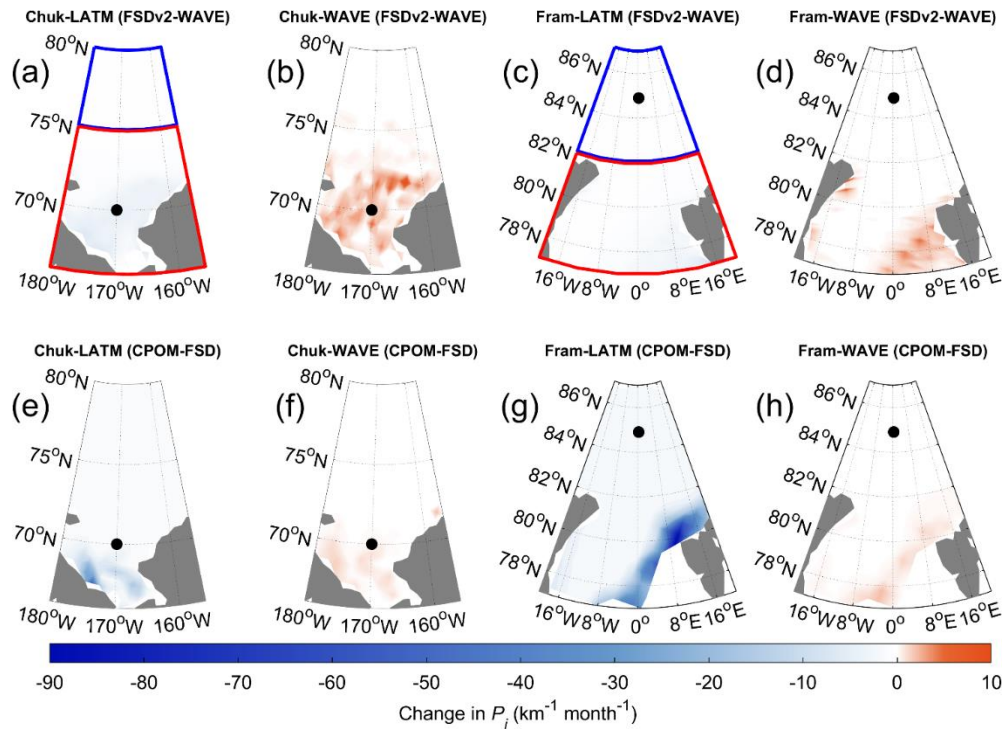 Chuk-LATM (FSDv2-WAVE) Chuk-WAVE (FSDv2-WAVE) Fram-LATM (FSDv2-WAVE) Fram-WAVE (FSDv2-WAVE)
(a) 80°N 75°N 70°N 180°W 170°W 160°W
(b) 80°N 75°N 70°N 180°W 170°W 160°W
(c) 86°N 84°N 82°N 80°N 78°N 16°W 8°W 0° 8°E 16°E
(d) 86°N 84°N 82°N 80°N 78°N 16°W 8°W 0° 8°E 16°E
Chuk-LATM (CPOM-FSD) Chuk-WAVE (CPOM-FSD) Fram-LATM (CPOM-FSD) Fram-WAVE (CPOM-FSD)
(e) 80°N 75°N 70°N 180°W 170°W 160°W
(f) 80°N 75°N 70°N 180°W 170°W 160°W
(g) 86°N 84°N 82°N 80°N 78°N 16°W 8°W 0° 8°E 16°E
(h) 86°N 84°N 82°N 80°N 78°N 16°W 8°W 0° 8°E 16°E
-90 -80 -70 -60 -50 -40 -30 -20 -10 0 10
Change in P_i (km⁻¹ month⁻¹)